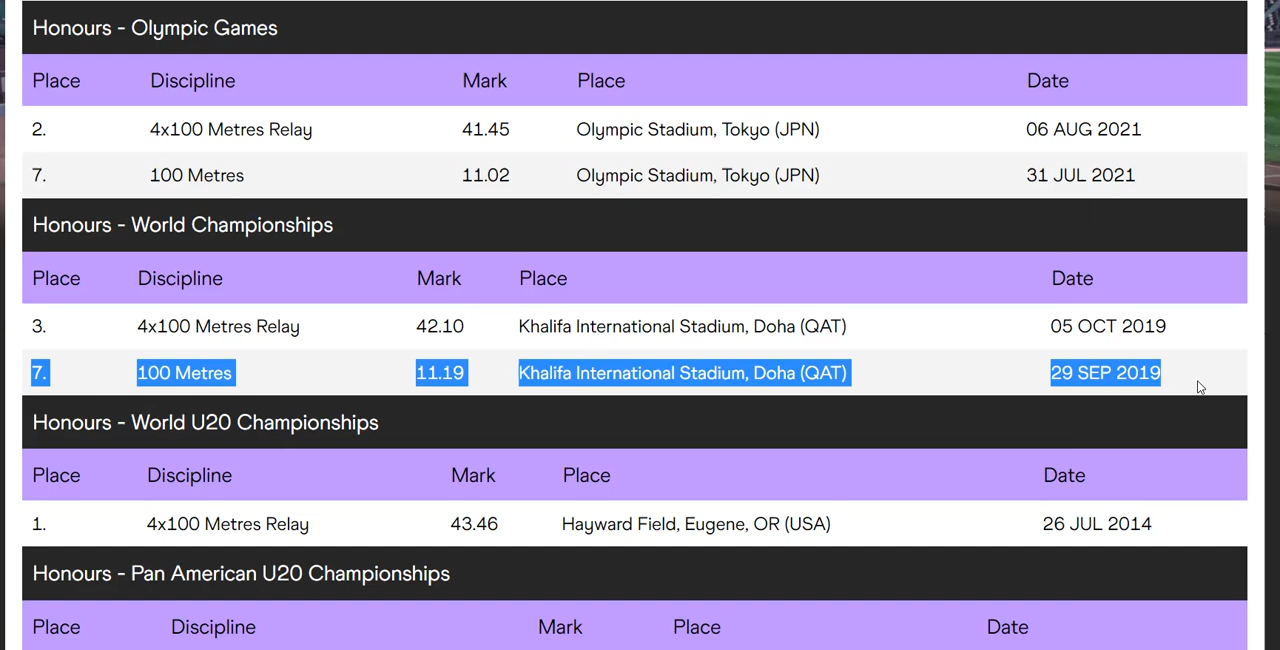 Honours - Olympic Games
Place Discipline Mark Place Date
2. 4x100 Metres Relay 41.45 Olympic Stadium, Tokyo (JPN) 06 AUG 2021
7. 100 Metres 11.02 Olympic Stadium, Tokyo (JPN) 31 JUL 2021
Honours - World Championships
Place Discipline Mark Place Date
3. 4x100 Metres Relay 42.10 Khalifa International Stadium, Doha (QAT) 05 OCT 2019
7. 100 Metres 11.19 Khalifa International Stadium, Doha (QAT) 29 SEP 2019
Honours - World U20 Championships
Place Discipline Mark Place Date
1. 4x100 Metres Relay 43.46 Hayward Field, Eugene, OR (USA) 26 JUL 2014
Honours - Pan American U20 Championships
Place Discipline Mark Place Date